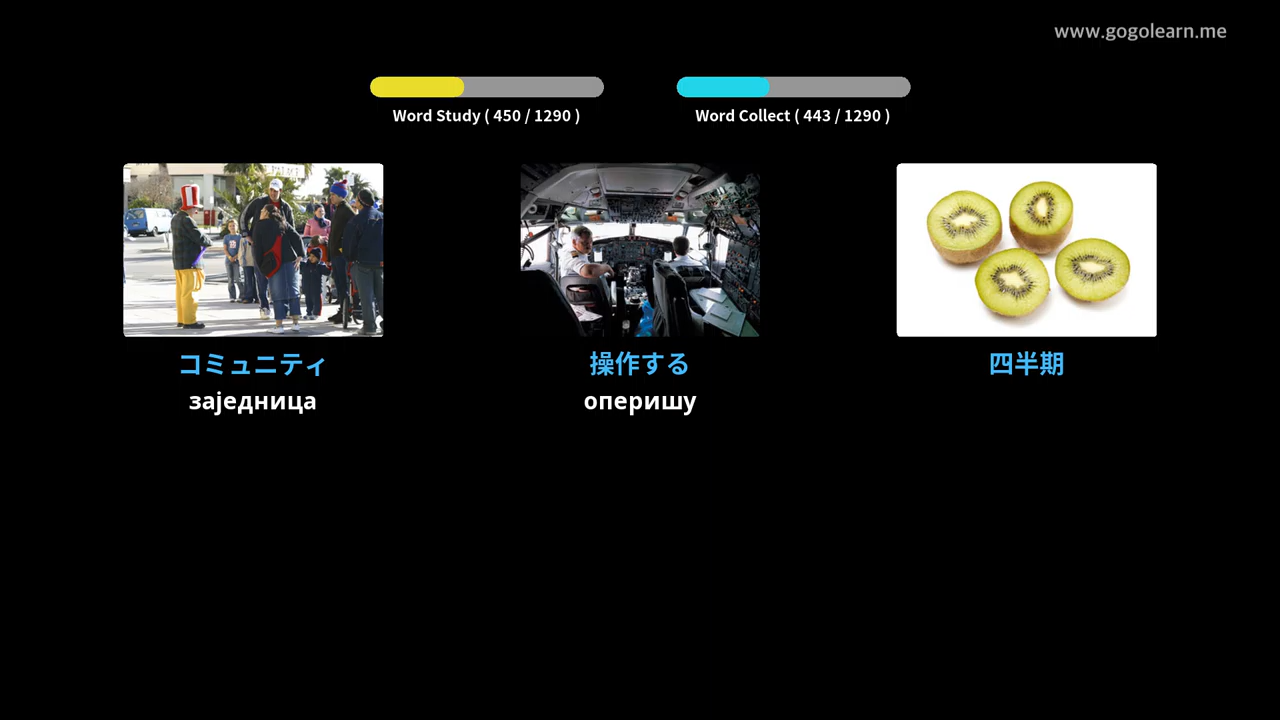 www.gogolearn.me
Word Study ( 450 / 1290 )
Word Collect ( 443 / 1290 )
コミュニティ
заједница
操作する
оперишу
四半期